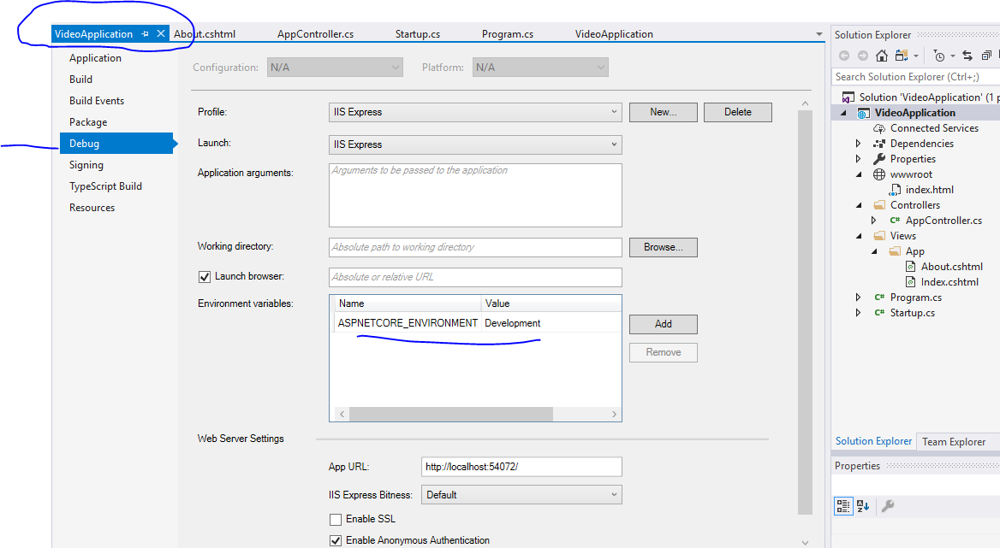 VideoApplication
About.cshtml
AppController.cs
Startup.cs
Program.cs
VideoApplication
Application
Build
Build Events
Package
Debug
Signing
TypeScript Build
Resources
Configuration: N/A
Platform: N/A
Profile: IIS Express
New...
Delete
Launch: IIS Express
Application arguments: Arguments to be passed to the application
Working directory: Absolute path to working directory
Browse...
Launch browser: Absolute or relative URL
Environment variables:
Name Value
ASPNETCORE_ENVIRONMENT Development
Add
Remove
Web Server Settings
App URL: http://localhost:54072/
IIS Express Bitness: Default
Enable SSL
Enable Anonymous Authentication
Solution Explorer
Search Solution Explorer (Ctrl+;)
Solution 'VideoApplication' (1 p
VideoApplication
Connected Services
Dependencies
Properties
wwwroot
index.html
Controllers
C# AppController.cs
Views
App
About.cshtml
Index.cshtml
C# Program.cs
C# Startup.cs
Solution Explorer
Team Explorer
Properties